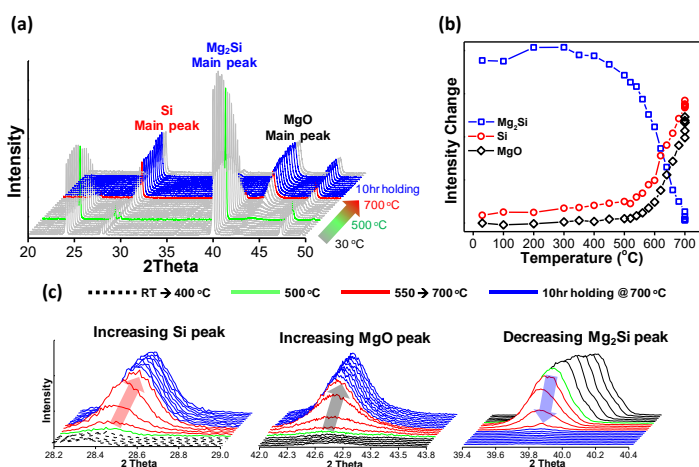 (a)
Mg₂Si
Main peak
Si
Main peak
MgO
Main peak
Intensity
10hr holding
700 °C
500 °C
30 °C
20 25 30 35 40 45 50
2Theta
(b)
Intensity Change
Mg₂Si
Si
MgO
0 100 200 300 400 500 600 700
Temperature (°C)
(c)
RT → 400 °C
500 °C
550 → 700 °C
10hr holding @ 700 °C
Increasing Si peak
Intensity
28.2 28.4 28.6 28.8 29.0
2 Theta
Increasing MgO peak
42.0 42.3 42.6 42.9 43.2 43.5 43.8
2 Theta
Decreasing Mg₂Si peak
39.4 39.6 39.8 40.0 40.2 40.4
2 Theta